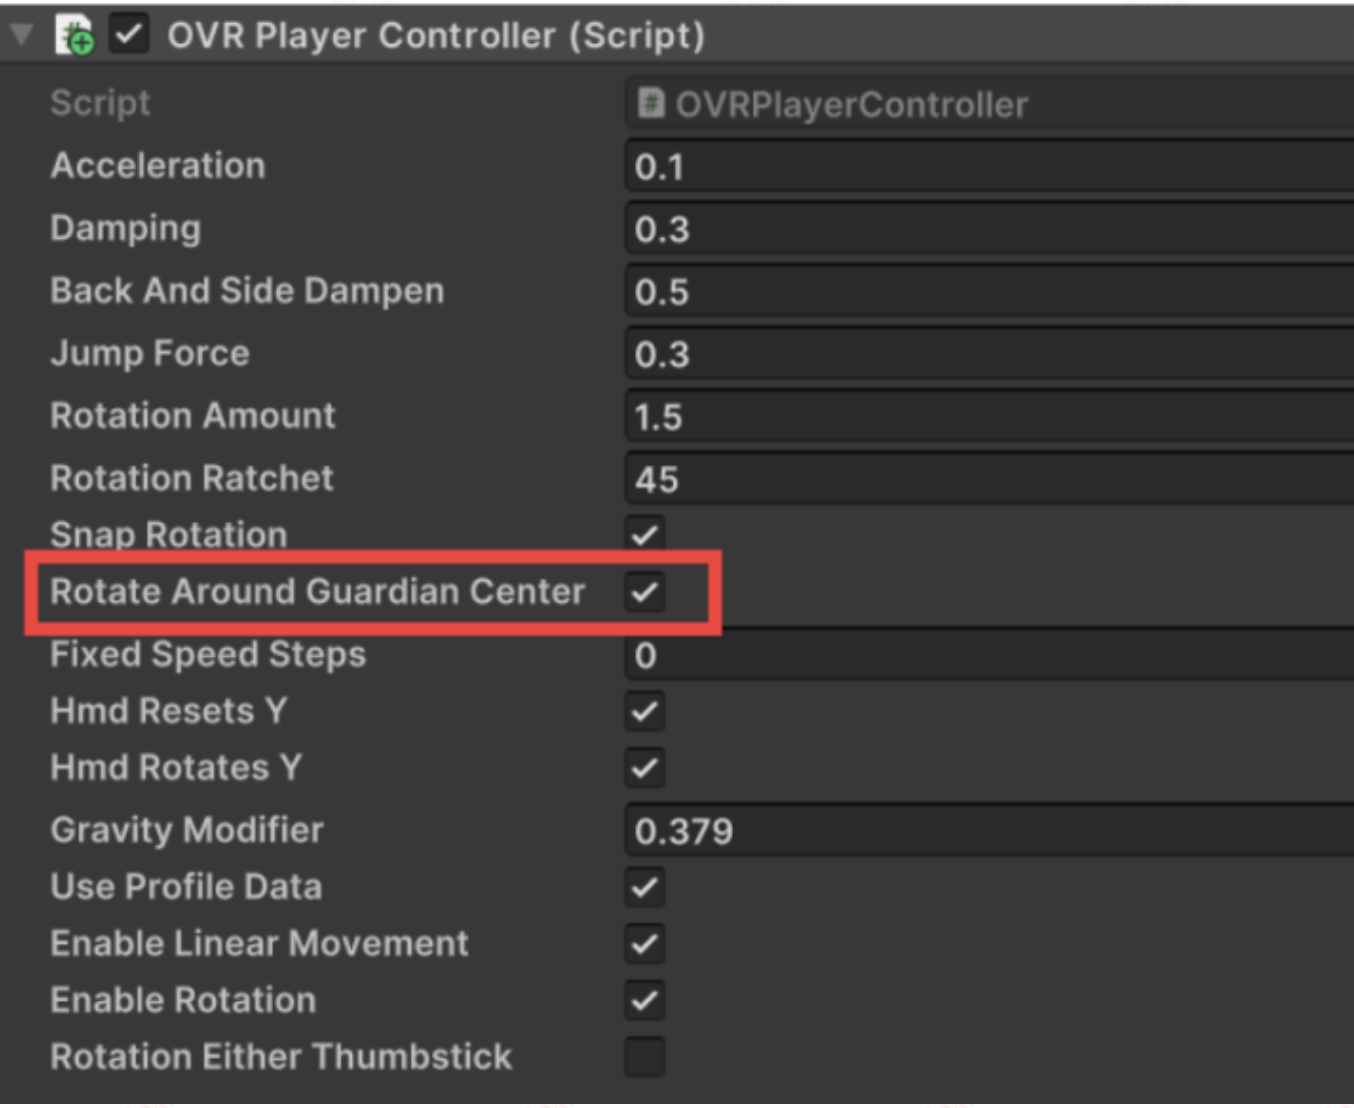 OVR Player Controller (Script)
Script OVRPlayerController
Acceleration 0.1
Damping 0.3
Back And Side Dampen 0.5
Jump Force 0.3
Rotation Amount 1.5
Rotation Ratchet 45
Snap Rotation
Rotate Around Guardian Center
Fixed Speed Steps 0
Hmd Resets Y
Hmd Rotates Y
Gravity Modifier 0.379
Use Profile Data
Enable Linear Movement
Enable Rotation
Rotation Either Thumbstick